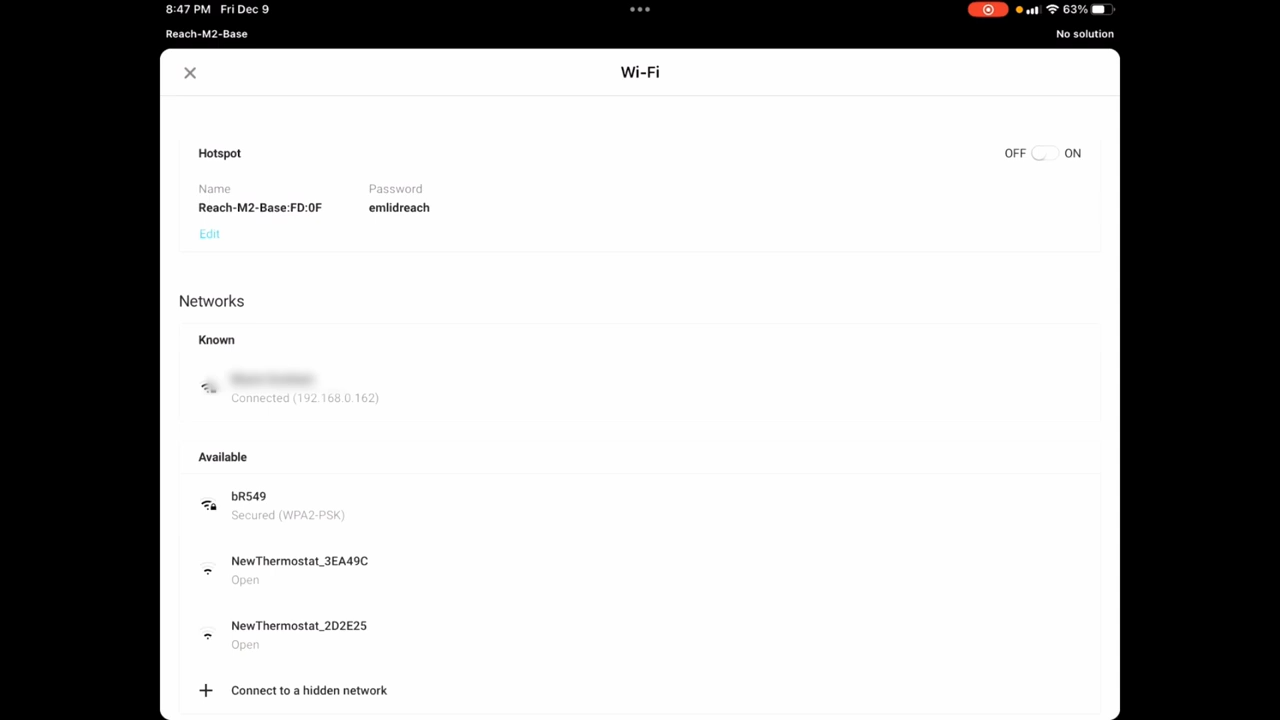 8:47 PM Fri Dec 9
63%
Reach-M2-Base
No solution
Wi-Fi
Hotspot
OFF ON
Name Password
Reach-M2-Base:FD:0F emlidreach
Edit
Networks
Known
Connected (192.168.0.162)
Available
bR549
Secured (WPA2-PSK)
NewThermostat_3EA49C
Open
NewThermostat_2D2E25
Open
Connect to a hidden network